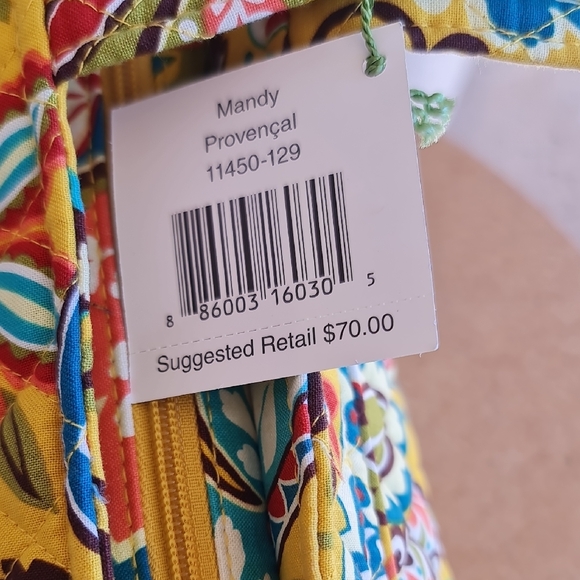 Mandy
Provençal
11450-129
8 86003 16030 5
Suggested Retail $70.00